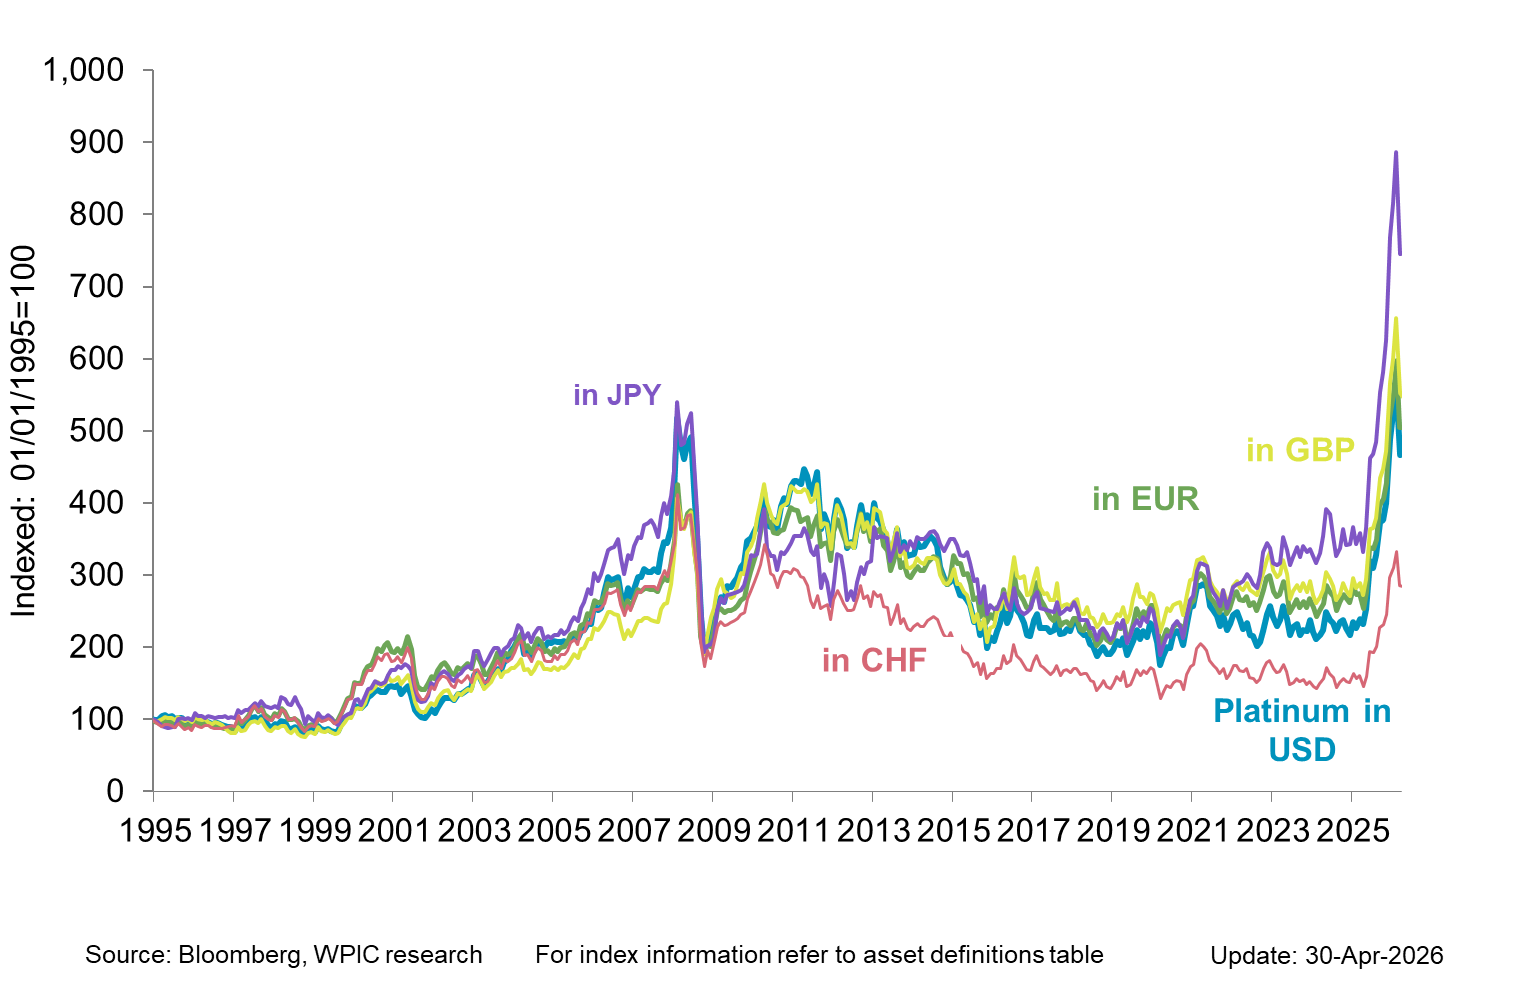 1,000
900
800
700
600
500
400
300
200
100
0
Indexed: 01/01/1995=100
in JPY
in GBP
in EUR
in CHF
Platinum in
USD
1995 1997 1999 2001 2003 2005 2007 2009 2011 2013 2015 2017 2019 2021 2023 2025
Source: Bloomberg, WPIC research For index information refer to asset definitions table Update: 30-Apr-2026